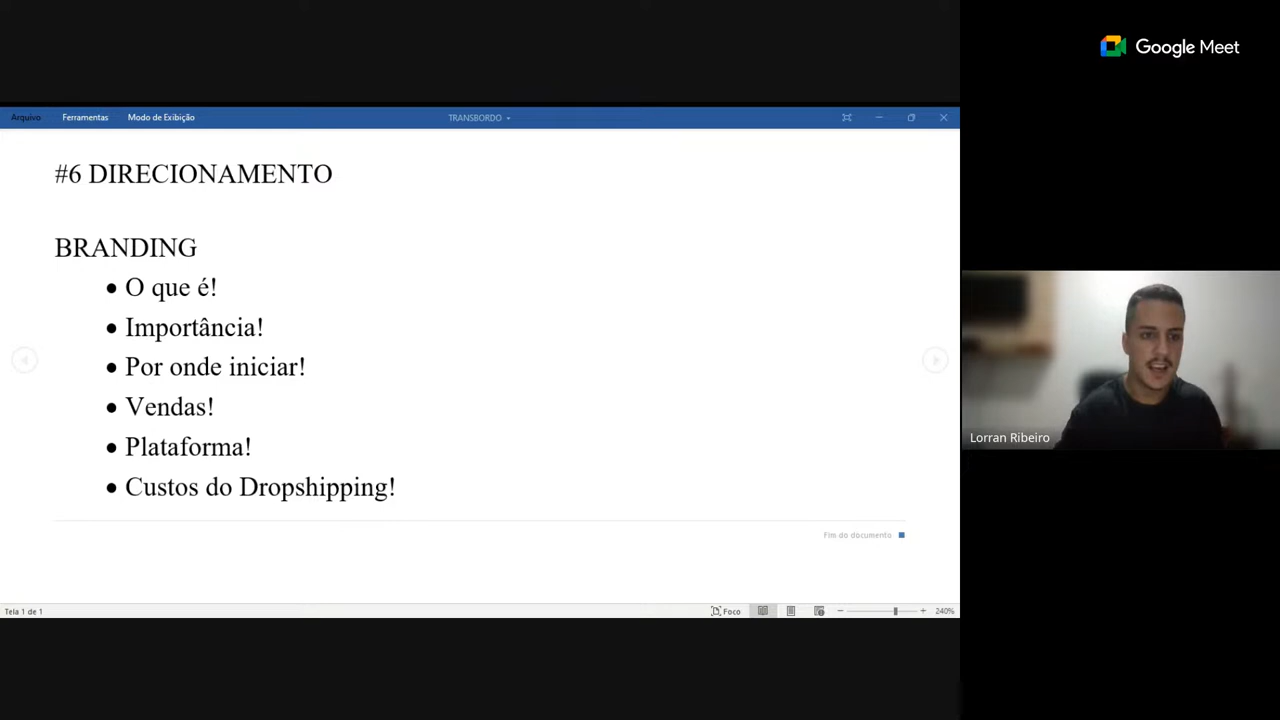 Google Meet
Arquivo Ferramentas Modo de Exibição TRANSBORDO
#6 DIRECIONAMENTO
BRANDING
• O que é!
• Importância!
• Por onde iniciar!
• Vendas!
• Plataforma!
• Custos do Dropshipping!
Fim do documento
Lorran Ribeiro
Tela 1 de 1 Foco 240%